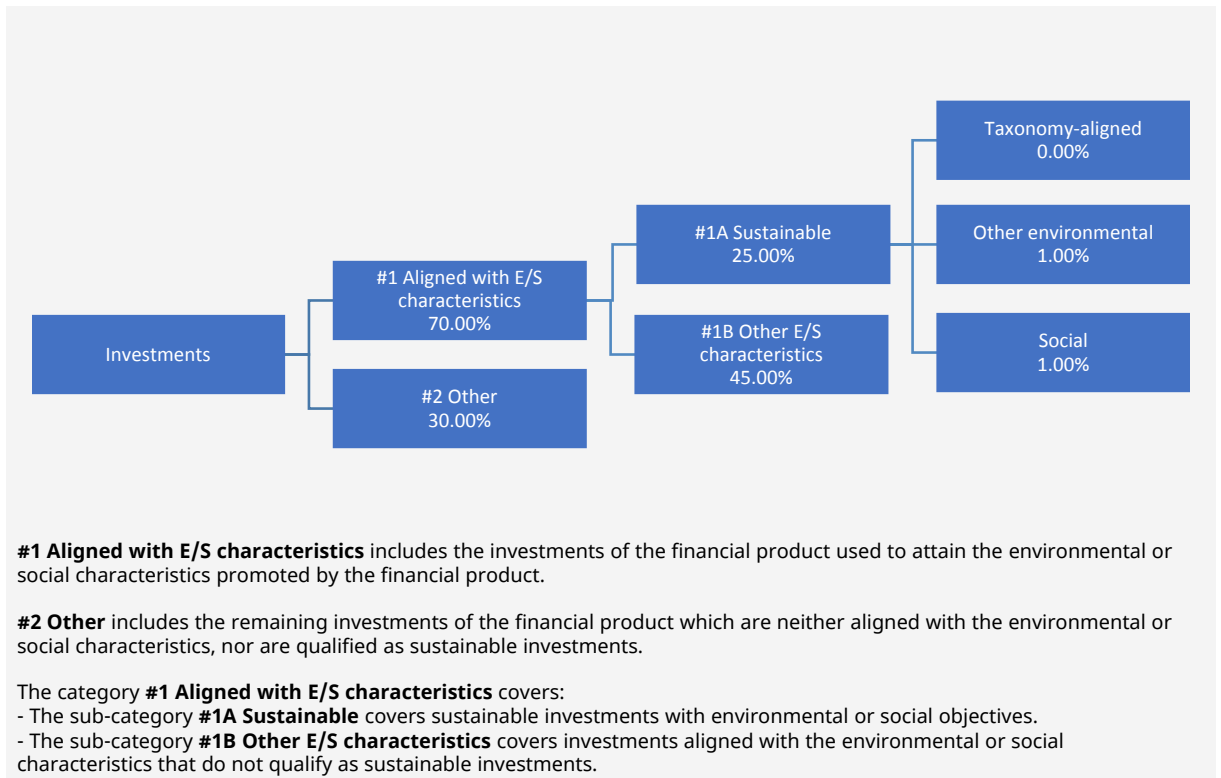 Investments
#1 Aligned with E/S
characteristics
70.00%
#2 Other
30.00%
#1A Sustainable
25.00%
#1B Other E/S
characteristics
45.00%
Taxonomy-aligned
0.00%
Other environmental
1.00%
Social
1.00%
#1 Aligned with E/S characteristics includes the investments of the financial product used to attain the environmental or
social characteristics promoted by the financial product.
#2 Other includes the remaining investments of the financial product which are neither aligned with the environmental or
social characteristics, nor are qualified as sustainable investments.
The category #1 Aligned with E/S characteristics covers:
- The sub-category #1A Sustainable covers sustainable investments with environmental or social objectives.
- The sub-category #1B Other E/S characteristics covers investments aligned with the environmental or social
characteristics that do not qualify as sustainable investments.